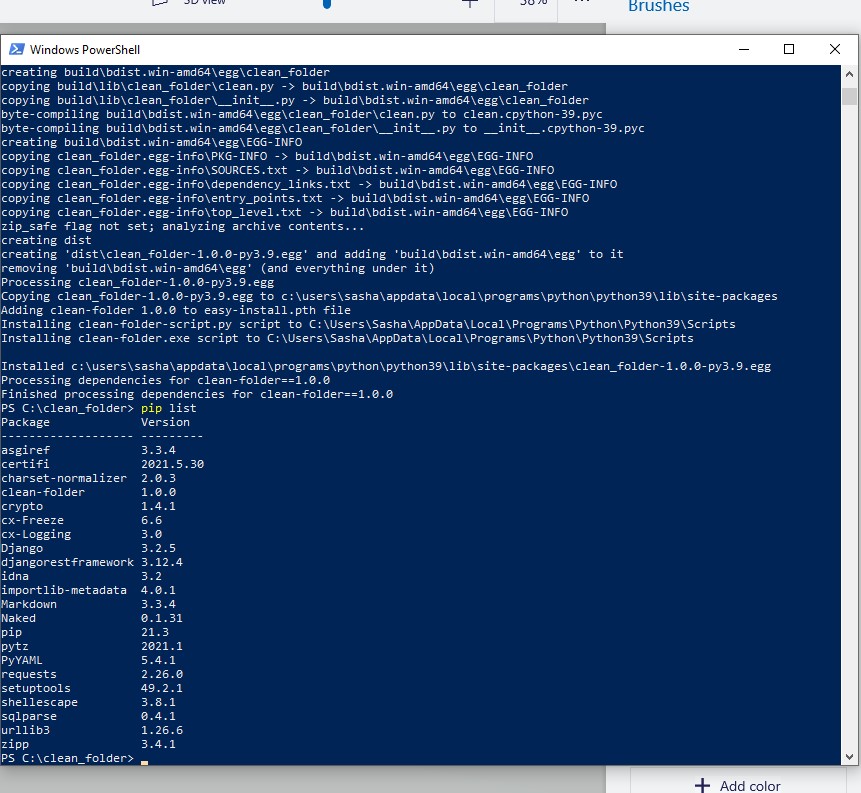 3D view
38%
...
Brushes
Windows PowerShell
creating build\bdist.win-amd64\egg\clean_folder
copying build\lib\clean_folder\clean.py -> build\bdist.win-amd64\egg\clean_folder
copying build\lib\clean_folder\__init__.py -> build\bdist.win-amd64\egg\clean_folder
byte-compiling build\bdist.win-amd64\egg\clean_folder\clean.py to clean.cpython-39.pyc
byte-compiling build\bdist.win-amd64\egg\clean_folder\__init__.py to __init__.cpython-39.pyc
creating build\bdist.win-amd64\egg\EGG-INFO
copying clean_folder.egg-info\PKG-INFO -> build\bdist.win-amd64\egg\EGG-INFO
copying clean_folder.egg-info\SOURCES.txt -> build\bdist.win-amd64\egg\EGG-INFO
copying clean_folder.egg-info\dependency_links.txt -> build\bdist.win-amd64\egg\EGG-INFO
copying clean_folder.egg-info\entry_points.txt -> build\bdist.win-amd64\egg\EGG-INFO
copying clean_folder.egg-info\top_level.txt -> build\bdist.win-amd64\egg\EGG-INFO
zip_safe flag not set; analyzing archive contents...
creating dist
creating 'dist\clean_folder-1.0.0-py3.9.egg' and adding 'build\bdist.win-amd64\egg' to it
removing 'build\bdist.win-amd64\egg' (and everything under it)
Processing clean_folder-1.0.0-py3.9.egg
Copying clean_folder-1.0.0-py3.9.egg to c:\users\sasha\appdata\local\programs\python\python39\lib\site-packages
Adding clean-folder 1.0.0 to easy-install.pth file
Installing clean-folder-script.py script to C:\Users\Sasha\AppData\Local\Programs\Python\Python39\Scripts
Installing clean-folder.exe script to C:\Users\Sasha\AppData\Local\Programs\Python\Python39\Scripts
Installed c:\users\sasha\appdata\local\programs\python\python39\lib\site-packages\clean_folder-1.0.0-py3.9.egg
Processing dependencies for clean-folder==1.0.0
Finished processing dependencies for clean-folder==1.0.0
PS C:\clean_folder> pip list
Package Version
------------------- ---------
asgiref 3.3.4
certifi 2021.5.30
charset-normalizer 2.0.3
clean-folder 1.0.0
crypto 1.4.1
cx-Freeze 6.6
cx-Logging 3.0
Django 3.2.5
djangorestframework 3.12.4
idna 3.2
importlib-metadata 4.0.1
Markdown 3.3.4
Naked 0.1.31
pip 21.3
pytz 2021.1
PyYAML 5.4.1
requests 2.26.0
setuptools 49.2.1
shellescape 3.8.1
sqlparse 0.4.1
urllib3 1.26.6
zipp 3.4.1
PS C:\clean_folder>
Add color